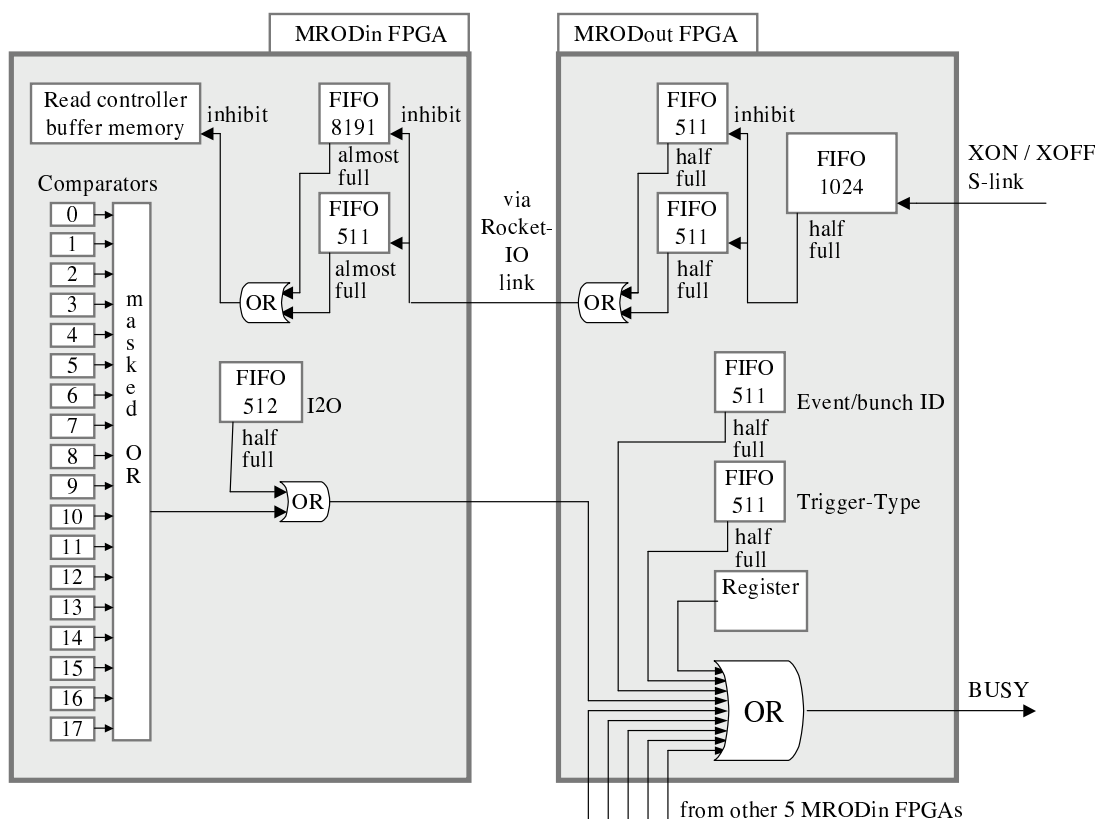 MRODin FPGA
Read controller
buffer memory
inhibit
FIFO
8191
inhibit
almost
full
FIFO
511
almost
full
OR
Comparators
0
1
2
3
4
5
6
7
8
9
10
11
12
13
14
15
16
17
masked OR
FIFO
512
I2O
half
full
OR
via
Rocket-
IO
link
MRODout FPGA
FIFO
511
inhibit
half
full
FIFO
511
half
full
OR
FIFO
1024
half
full
XON / XOFF
S-link
FIFO
511
Event/bunch ID
half
full
FIFO
511
Trigger-Type
half
full
Register
OR
BUSY
from other 5 MRODin FPGAs